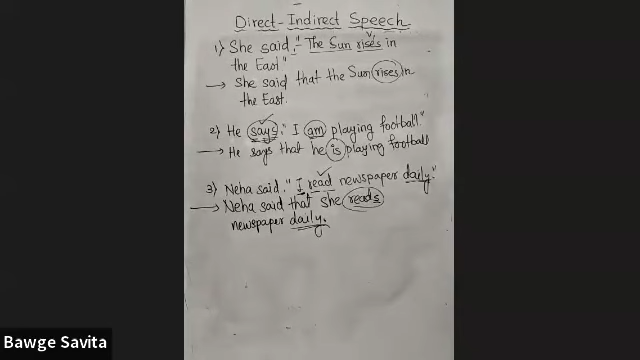 Direct-Indirect Speech
1) She said.- "The Sun rises in
the East"
→ She said that the Sun rises in
the East.
2) He says. "I am playing football."
→ He says that he is playing football
3) Neha said. "I read newspaper daily."
→ Neha said that she reads
newspaper daily.
Bawge Savita